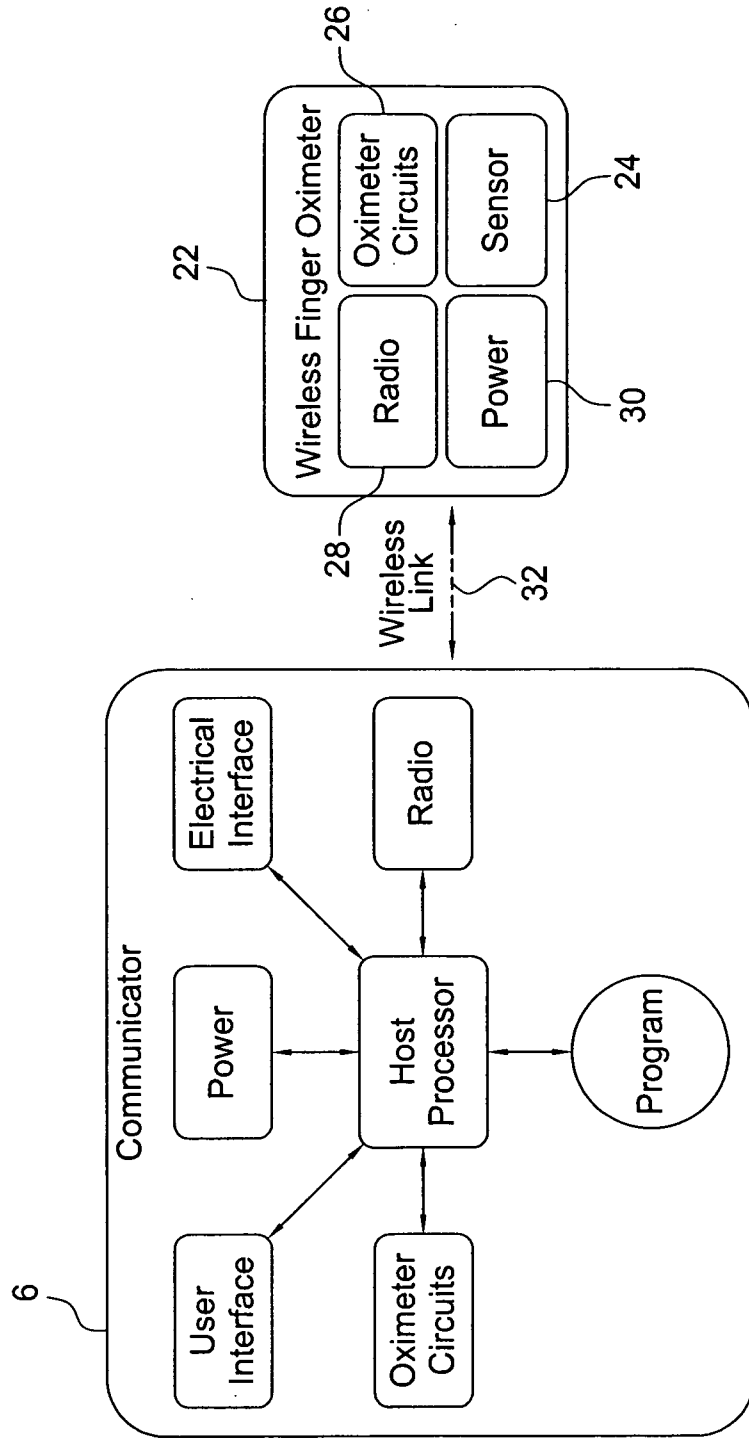 6
Communicator
User
Interface
Power
Electrical
Interface
Oximeter
Circuits
Host
Processor
Radio
Program
Wireless
Link
32
22
Wireless Finger Oximeter
28
Radio
Oximeter
Circuits
26
Power
Sensor
30
24